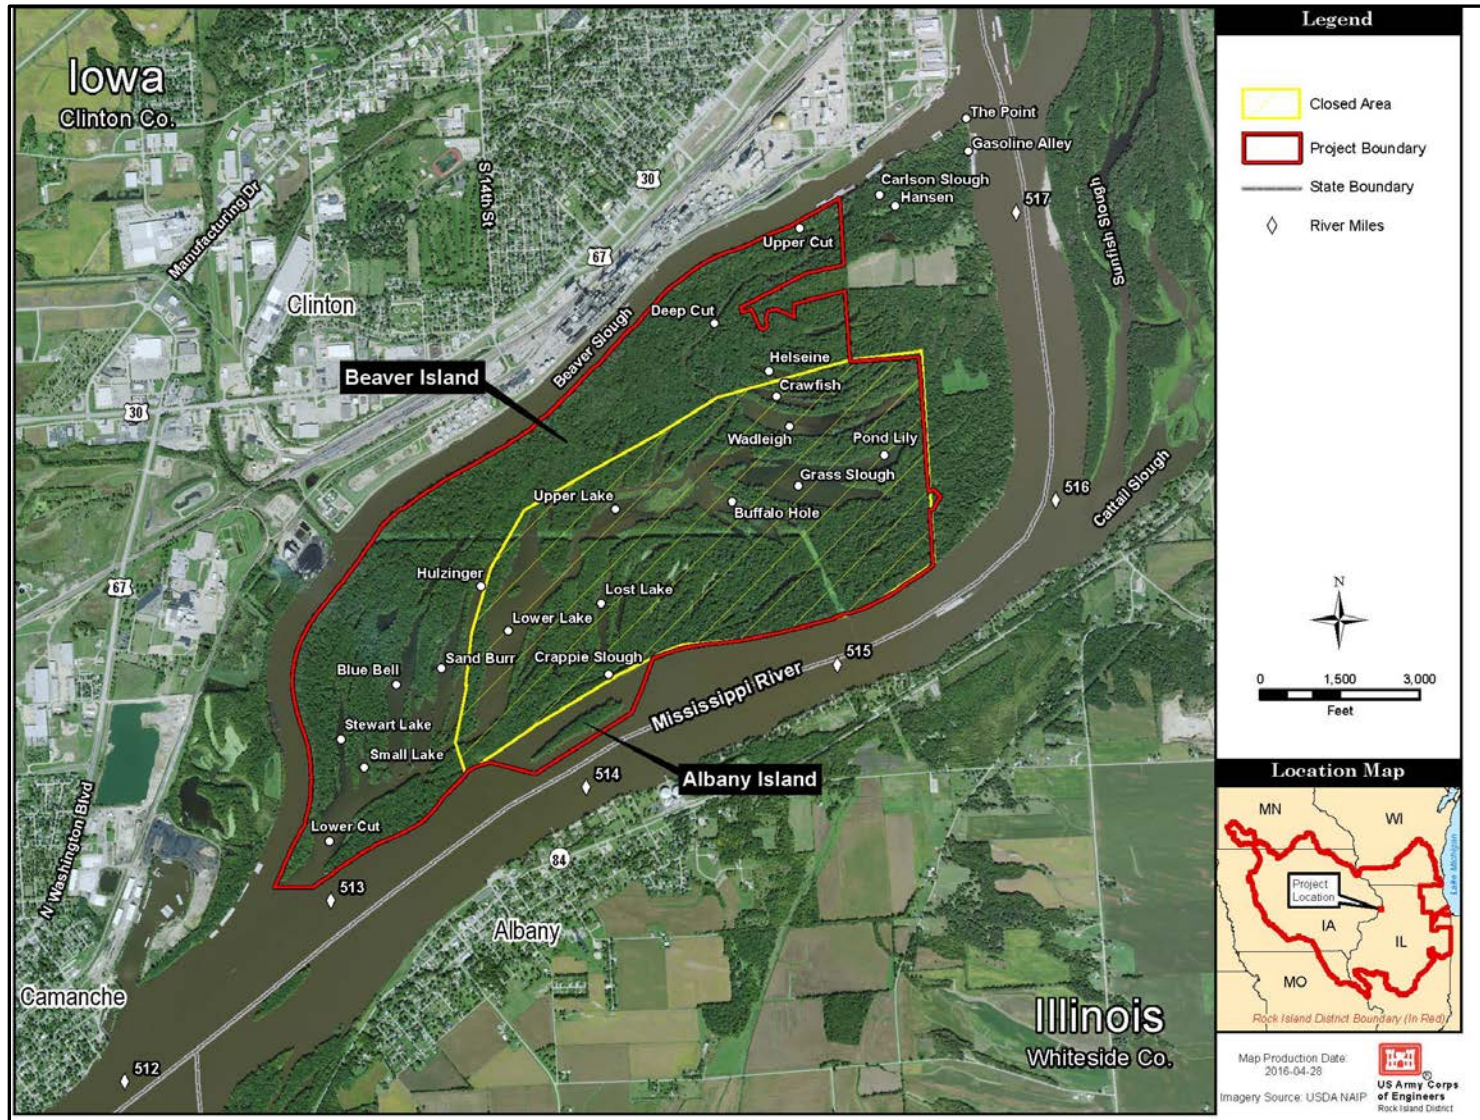 Iowa
Clinton Co.
Manufacturing Dr
S 14th St
30
67
Clinton
Beaver Slough
Beaver Island
30
67
N Washington Blvd
Camanche
The Point
Gasoline Alley
Carlson Slough
Hansen
517
Sunfish Slough
Upper Cut
Deep Cut
Helseine
Crawfish
Wadleigh
Pond Lily
Grass Slough
Upper Lake
Buffalo Hole
516
Cattail Slough
Hulzinger
Lost Lake
Lower Lake
Crappie Slough
Sand Burr
Blue Bell
Stewart Lake
Small Lake
Lower Cut
515
Mississippi River
514
Albany Island
84
513
Albany
512
Illinois
Whiteside Co.
Legend
Closed Area
Project Boundary
State Boundary
River Miles
N
0 1,500 3,000
Feet
Location Map
MN
WI
Lake Michigan
Project
Location
IA
IL
MO
Rock Island District Boundary (In Red)
Map Production Date:
2016-04-28
Imagery Source: USDA NAIP
®
US Army Corps
of Engineers
Rock Island District